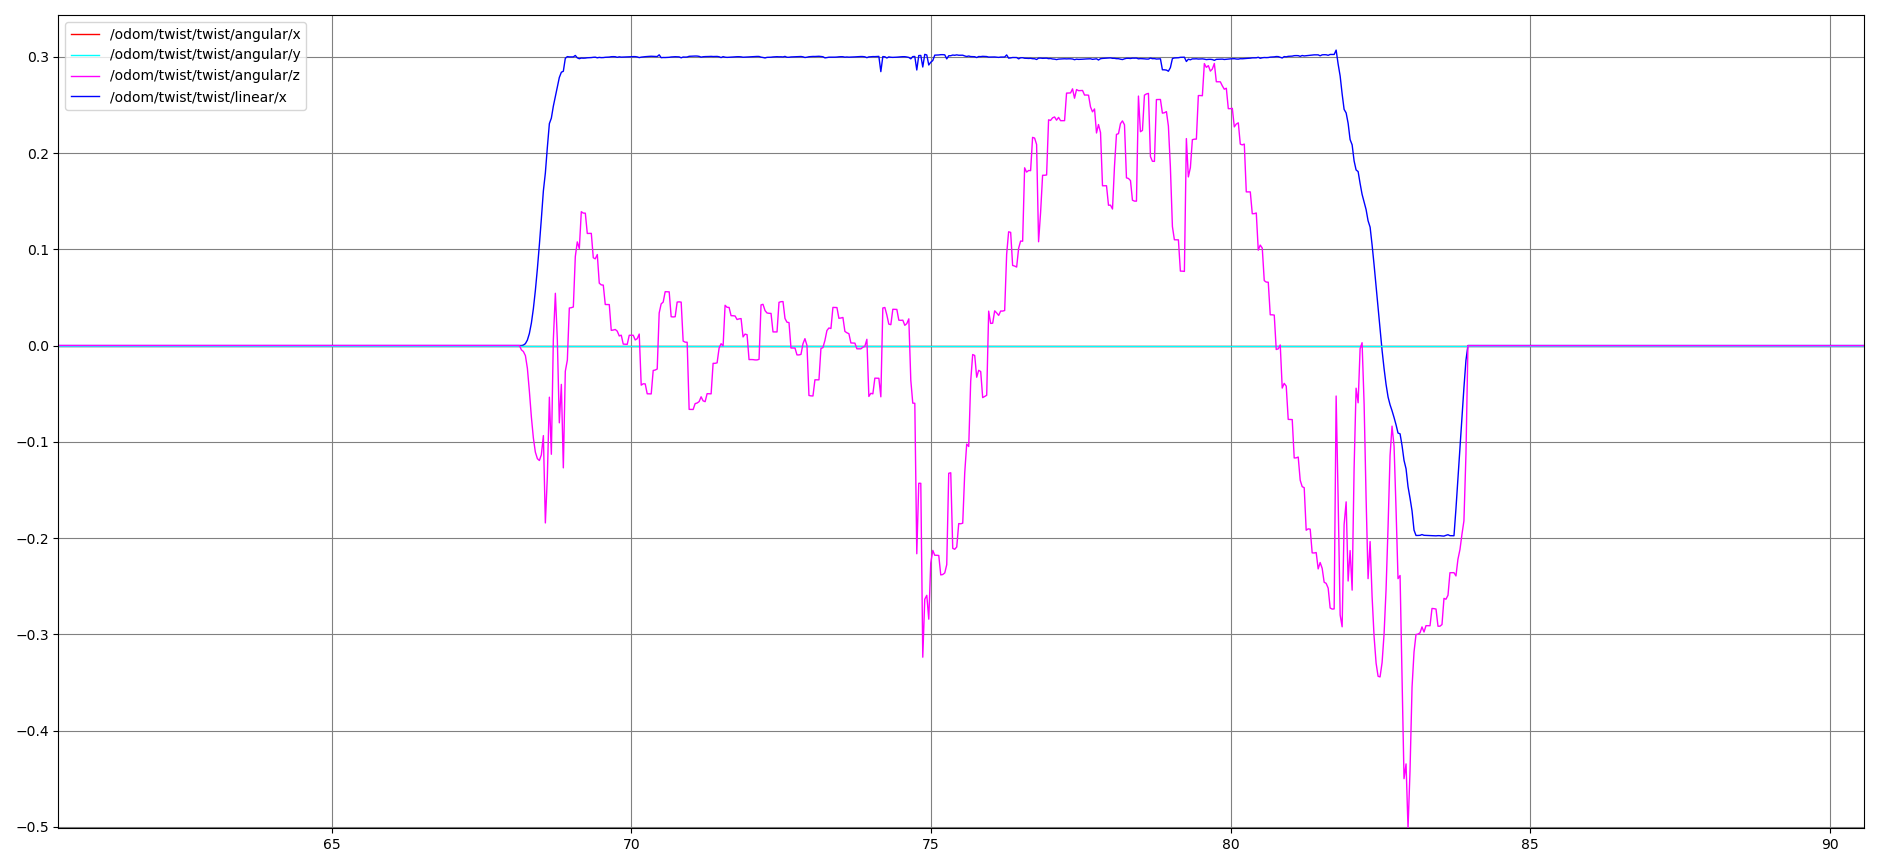 /odom/twist/twist/angular/x
/odom/twist/twist/angular/y
/odom/twist/twist/angular/z
/odom/twist/twist/linear/x
0.3
0.2
0.1
0.0
−0.1
−0.2
−0.3
−0.4
−0.5
65 70 75 80 85 90